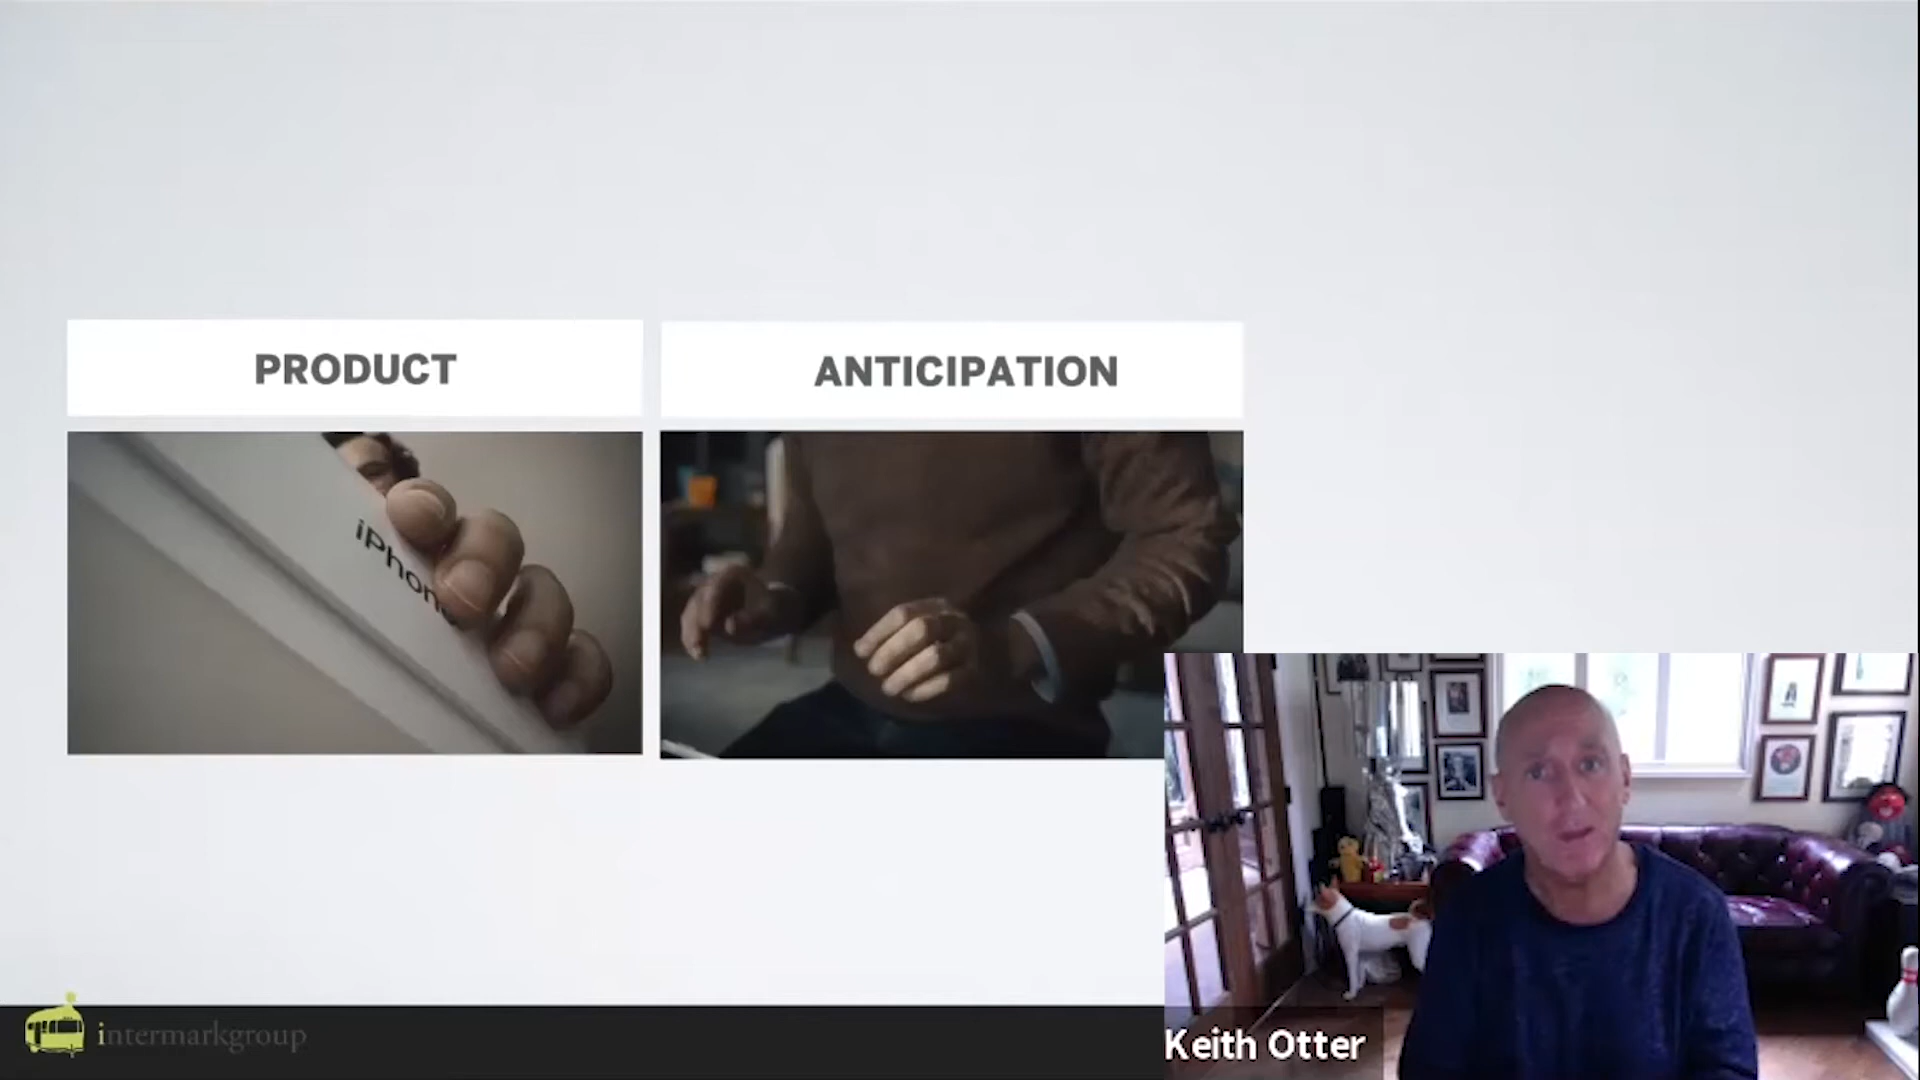 PRODUCT
ANTICIPATION
iPhon
intermarkgroup
Keith Otter